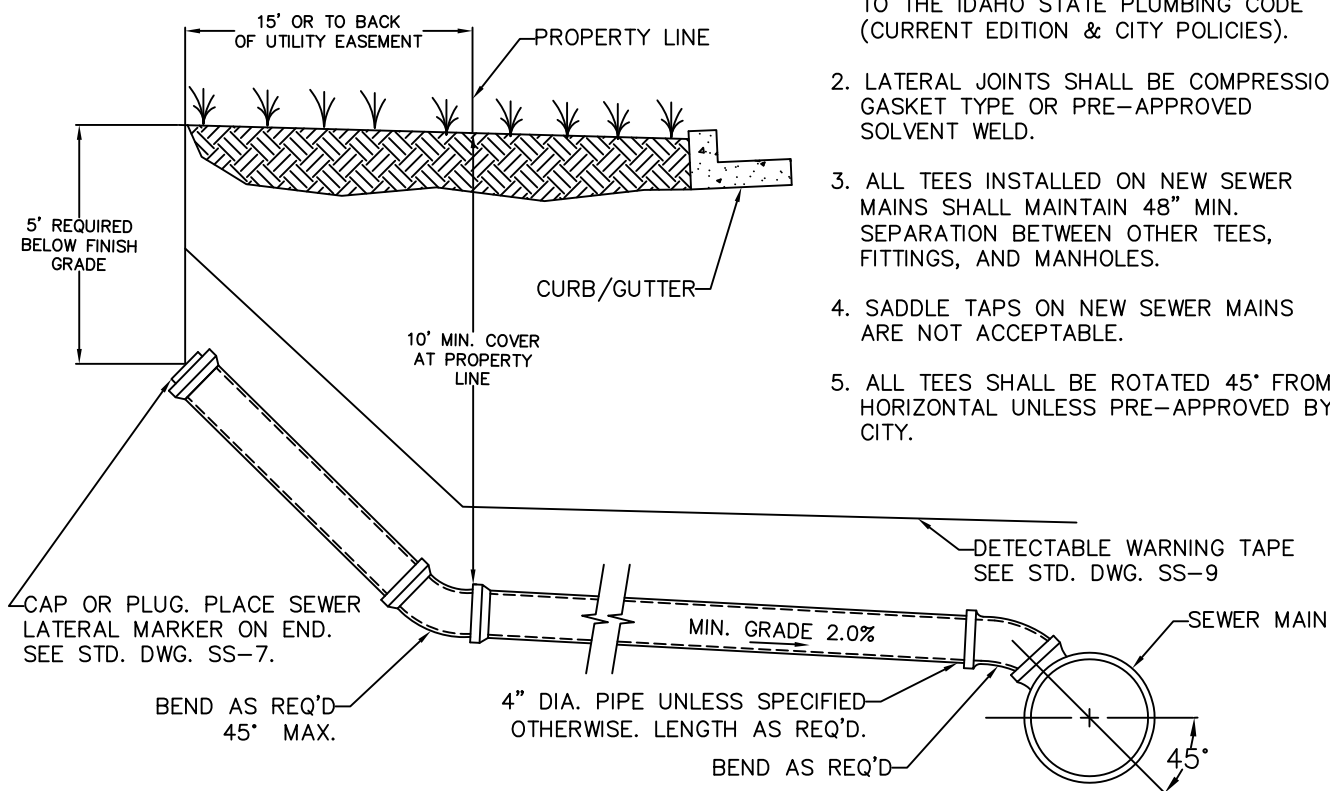 15' OR TO BACK
OF UTILITY EASEMENT
PROPERTY LINE
5' REQUIRED
BELOW FINISH
GRADE
CURB/GUTTER
10' MIN. COVER
AT PROPERTY
LINE
TO THE IDAHO STATE PLUMBING CODE
(CURRENT EDITION & CITY POLICIES).
2. LATERAL JOINTS SHALL BE COMPRESSIO
GASKET TYPE OR PRE-APPROVED
SOLVENT WELD.
3. ALL TEES INSTALLED ON NEW SEWER
MAINS SHALL MAINTAIN 48" MIN.
SEPARATION BETWEEN OTHER TEES,
FITTINGS, AND MANHOLES.
4. SADDLE TAPS ON NEW SEWER MAINS
ARE NOT ACCEPTABLE.
5. ALL TEES SHALL BE ROTATED 45° FROM
HORIZONTAL UNLESS PRE-APPROVED BY
CITY.
DETECTABLE WARNING TAPE
SEE STD. DWG. SS-9
CAP OR PLUG. PLACE SEWER
LATERAL MARKER ON END.
SEE STD. DWG. SS-7.
MIN. GRADE 2.0%
SEWER MAIN
BEND AS REQ'D
45° MAX.
4" DIA. PIPE UNLESS SPECIFIED
OTHERWISE. LENGTH AS REQ'D.
BEND AS REQ'D
45°